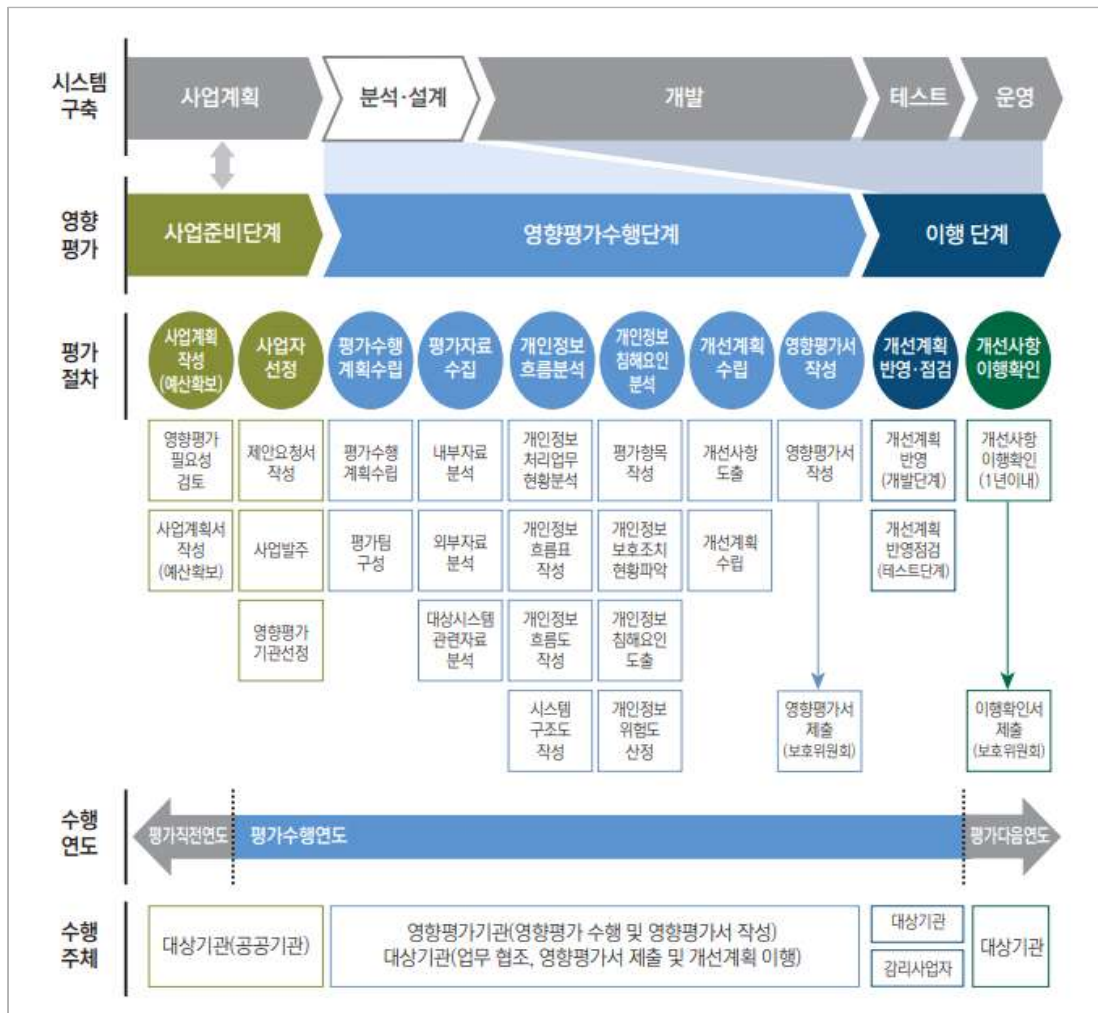 시스템
구축
사업계획
분석·설계
개발
테스트
운영
영향
평가
사업준비단계
영향평가수행단계
이행 단계
평가
절차
사업계획
작성
(예산확보)
사업자
선정
평가수행
계획수립
평가자료
수집
개인정보
흐름분석
개인정보
침해요인
분석
개선계획
수립
영향평가서
작성
개선계획
반영·점검
개선사항
이행확인
영향평가
필요성
검토
제안요청서
작성
평가수행
계획수립
내부자료
분석
개인정보
처리업무
현황분석
평가항목
작성
개선사항
도출
영향평가서
작성
개선계획
반영
(개발단계)
개선사항
이행확인
(1년이내)
사업계획서
작성
(예산확보)
사업발주
평가팀
구성
외부자료
분석
개인정보
흐름표
작성
개인정보
보호조치
현황파악
개선계획
수립
개선계획
반영점검
(테스트단계)
영향평가
기관선정
대상시스템
관련자료
분석
개인정보
흐름도
작성
개인정보
침해요인
도출
시스템
구조도
작성
개인정보
위험도
산정
영향평가서
제출
(보호위원회)
이행확인서
제출
(보호위원회)
수행
연도
평가직전연도
평가수행연도
평가다음연도
수행
주체
대상기관(공공기관)
영향평가기관(영향평가 수행 및 영향평가서 작성)
대상기관(업무 협조, 영향평가서 제출 및 개선계획 이행)
대상기관
감리사업자
대상기관